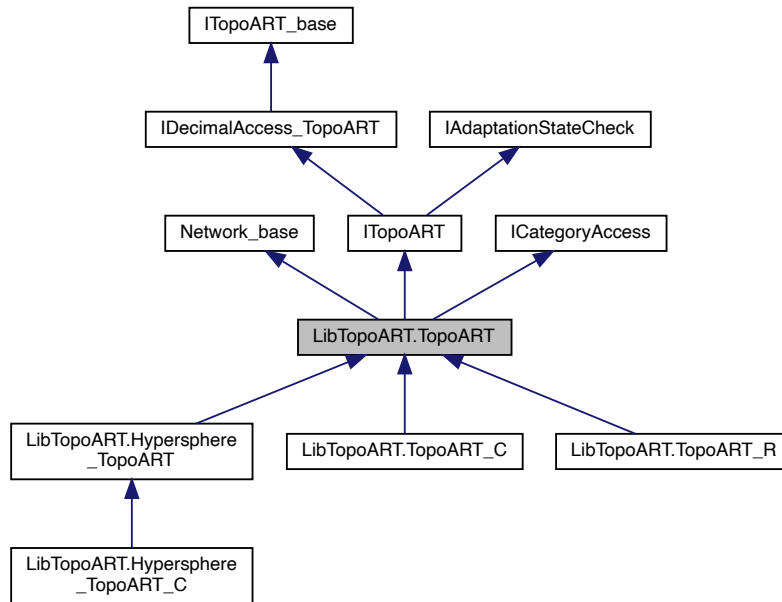 ITopoART_base
IDecimalAccess_TopoART
IAdaptationStateCheck
Network_base
ITopoART
ICategoryAccess
LibTopoART.TopoART
LibTopoART.Hypersphere
_TopoART
LibTopoART.TopoART_C
LibTopoART.TopoART_R
LibTopoART.Hypersphere
_TopoART_C